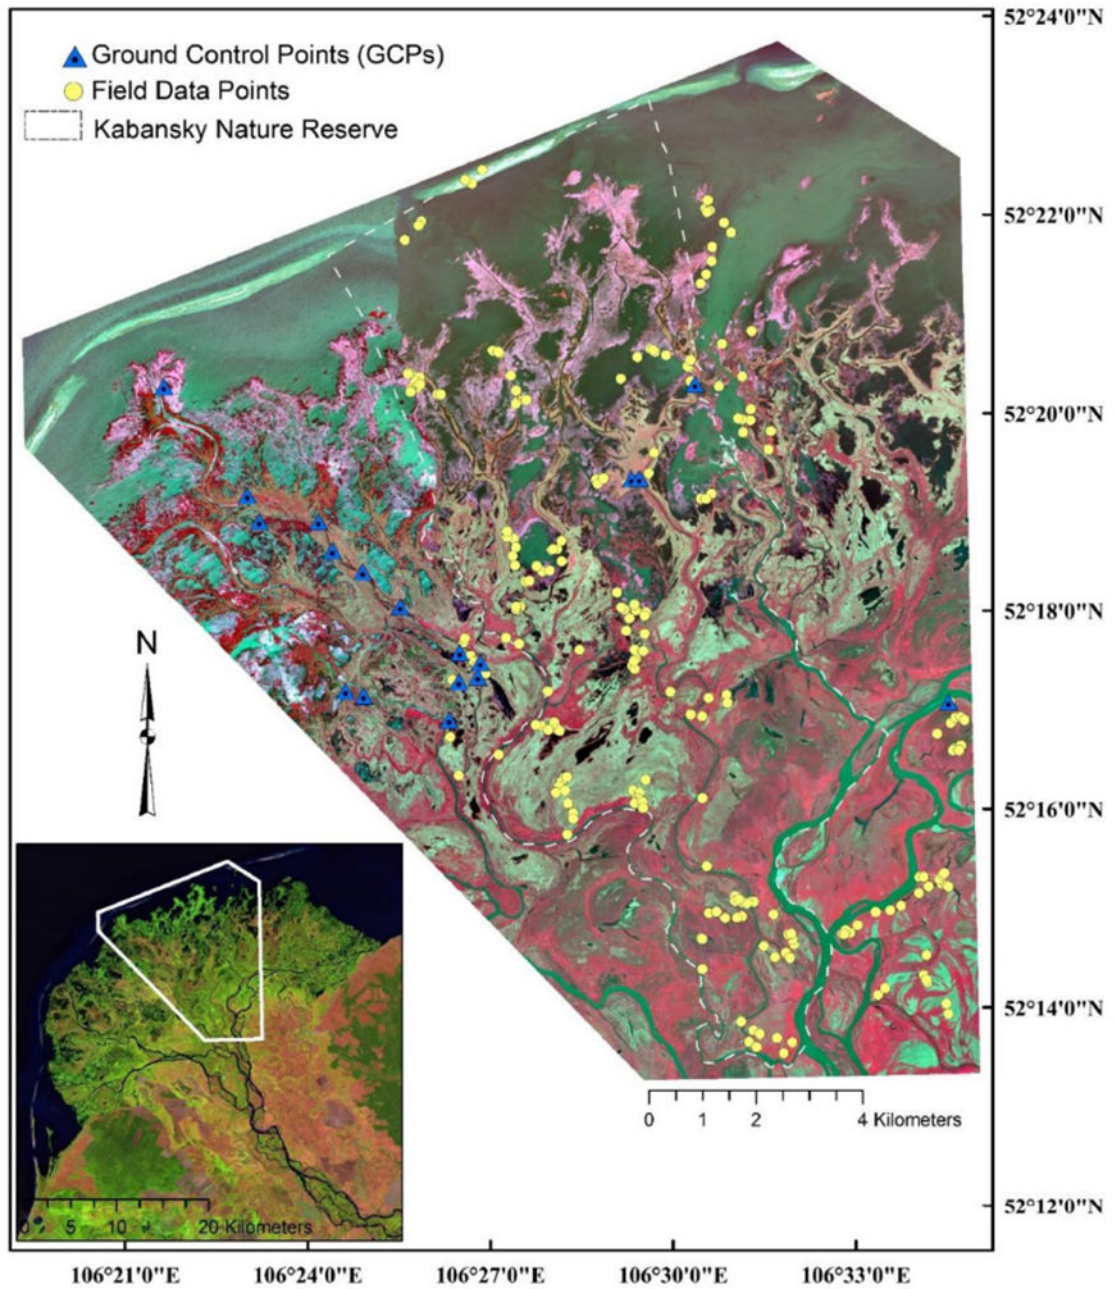 52°24'0"N
Ground Control Points (GCPs)
Field Data Points
Kabansky Nature Reserve
52°22'0"N
52°20'0"N
52°18'0"N
N
52°16'0"N
52°14'0"N
0 1 2 4 Kilometers
52°12'0"N
0 5 10 20 Kilometers
106°21'0"E 106°24'0"E 106°27'0"E 106°30'0"E 106°33'0"E